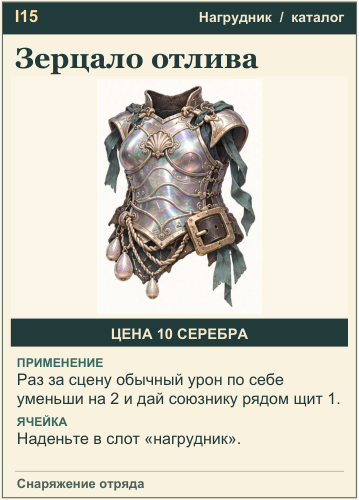 I15
Нагрудник / каталог
Зерцало отлива
ЦЕНА 10 СЕРЕБРА
ПРИМЕНЕНИЕ
Раз за сцену обычный урон по себе
уменьши на 2 и дай союзнику рядом щит 1.
ЯЧЕЙКА
Наденьте в слот «нагрудник».
Снаряжение отряда